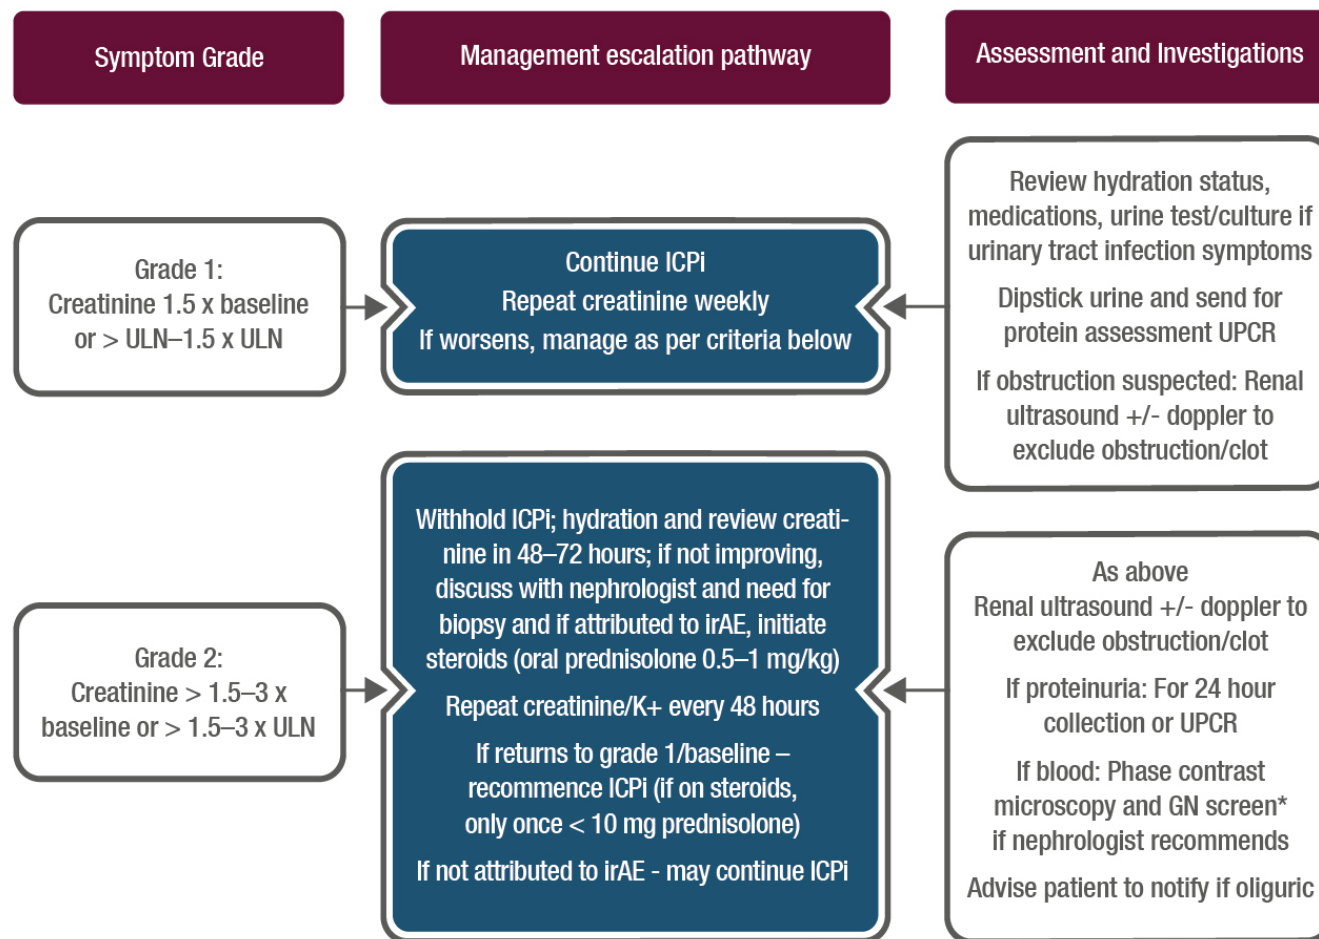 Symptom Grade
Management escalation pathway
Assessment and Investigations
Grade 1:
Creatinine 1.5 x baseline
or > ULN–1.5 x ULN
Continue ICPi
Repeat creatinine weekly
If worsens, manage as per criteria below
Review hydration status,
medications, urine test/culture if
urinary tract infection symptoms
Dipstick urine and send for
protein assessment UPCR
If obstruction suspected: Renal
ultrasound +/- doppler to
exclude obstruction/clot
Grade 2:
Creatinine > 1.5–3 x
baseline or > 1.5–3 x ULN
Withhold ICPi; hydration and review creati-
nine in 48–72 hours; if not improving,
discuss with nephrologist and need for
biopsy and if attributed to irAE, initiate
steroids (oral prednisolone 0.5–1 mg/kg)
Repeat creatinine/K+ every 48 hours
If returns to grade 1/baseline –
recommence ICPi (if on steroids,
only once < 10 mg prednisolone)
If not attributed to irAE - may continue ICPi
As above
Renal ultrasound +/- doppler to
exclude obstruction/clot
If proteinuria: For 24 hour
collection or UPCR
If blood: Phase contrast
microscopy and GN screen*
if nephrologist recommends
Advise patient to notify if oliguric